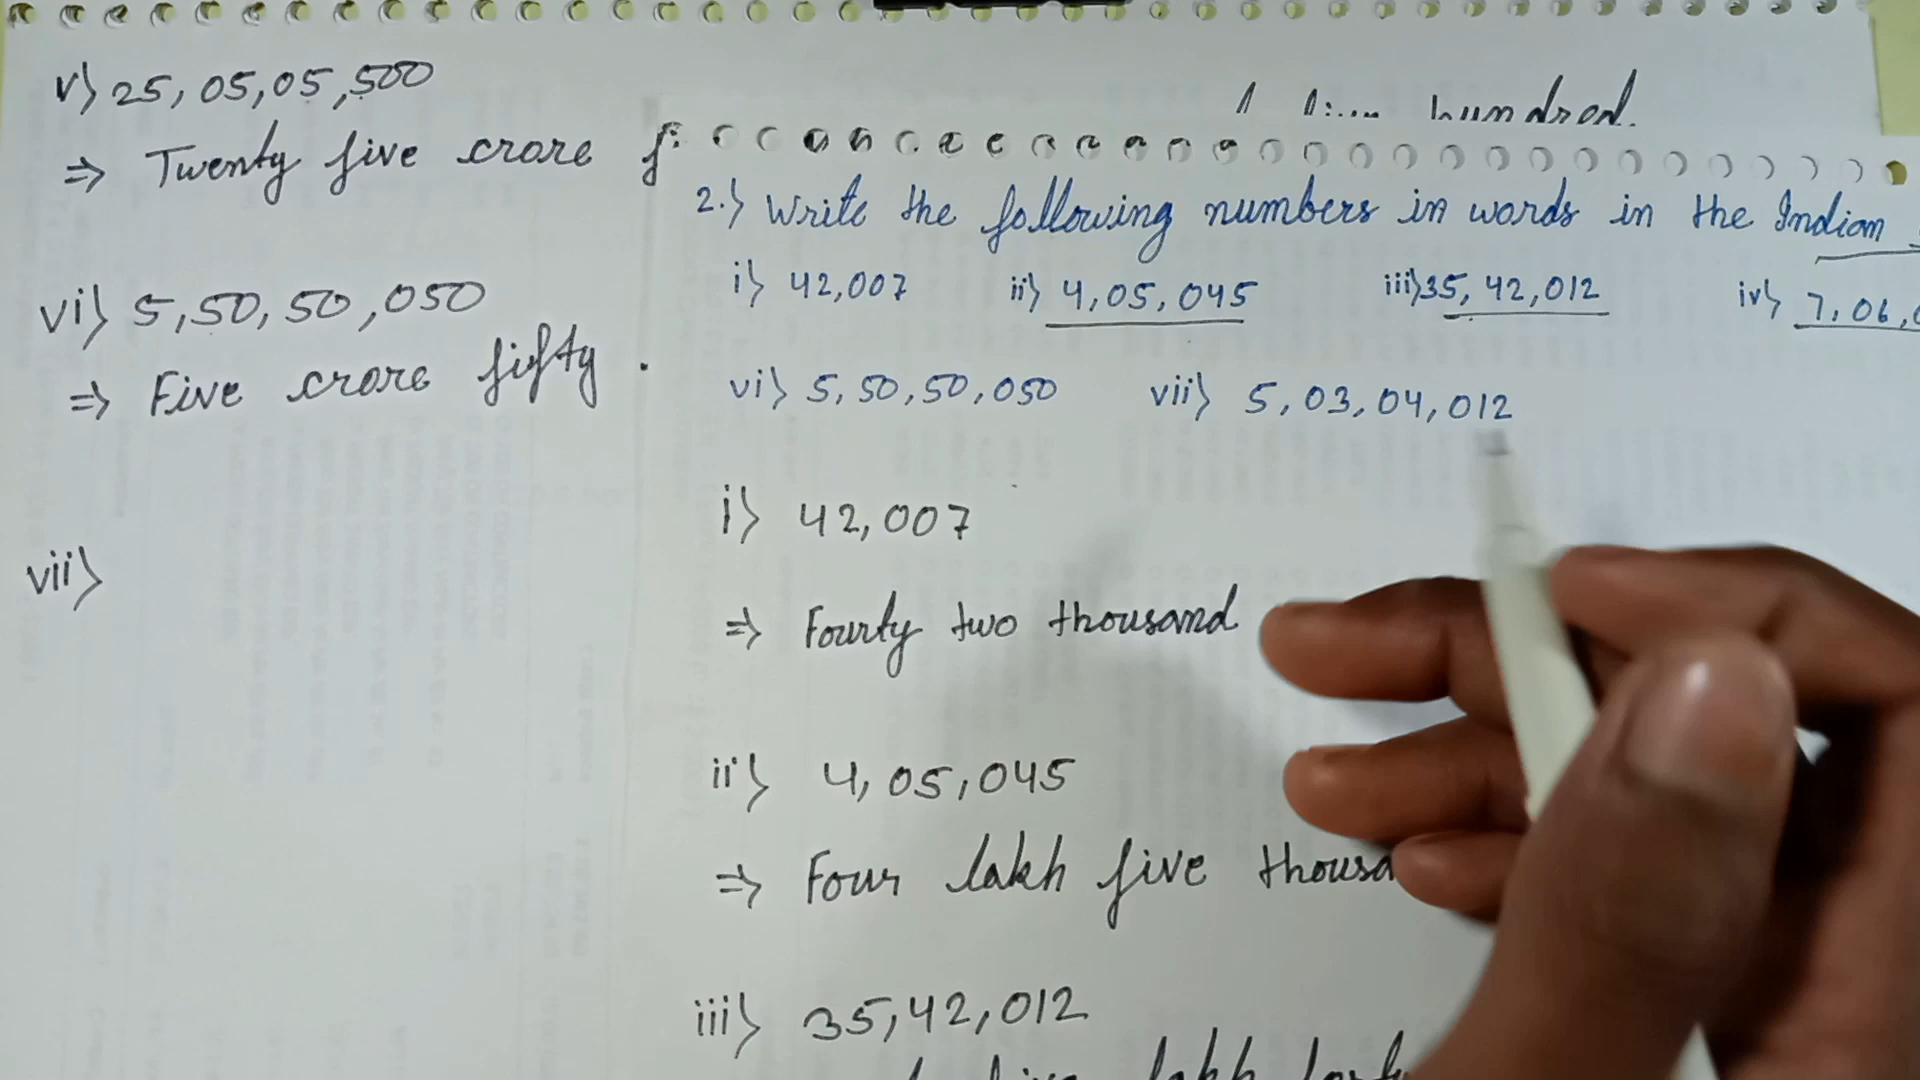 v) 25,05,05,500
⇒ Twenty five crore
vi) 5,50,50,050
⇒ Five crore fifty
vii)
hundred.
2.) Write the following numbers in words in the Indian
i) 42,007 ii) 4,05,045 iii) 35,42,012 iv) 7,06,
vi) 5,50,50,050 vii) 5,03,04,012
i) 42,007
⇒ Fourty two thousand
ii) 4,05,045
⇒ Four lakh five
iii) 35,42,012
lakh